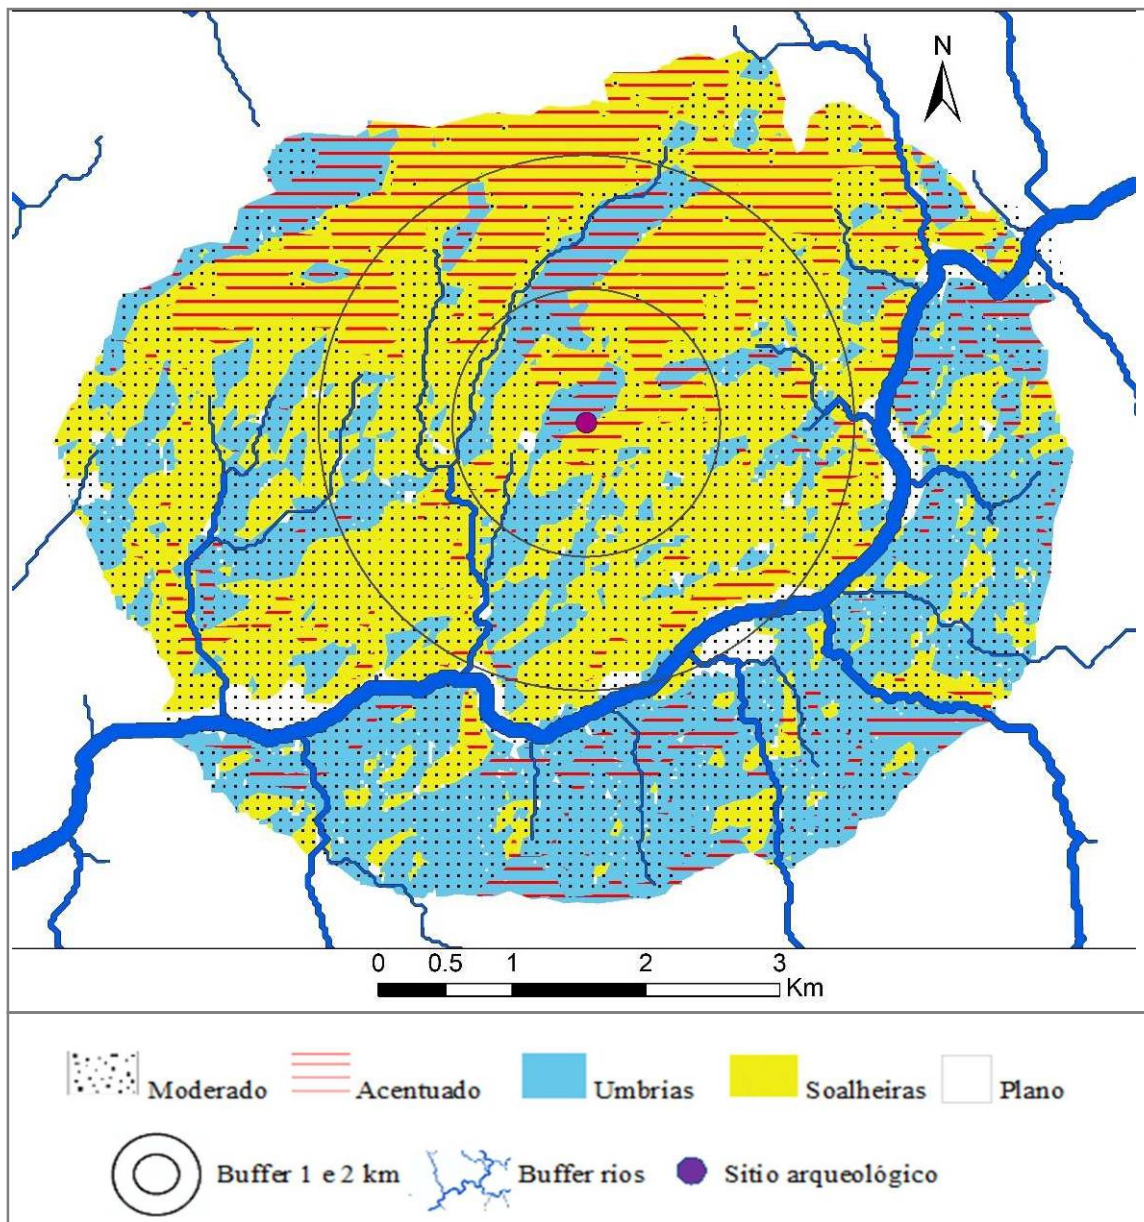 N
0 0.5 1 2 3
Km
Moderado Acentuado Umbrias Soalheiras Plano
Buffer 1 e 2 km Buffer rios Sítio arqueológico